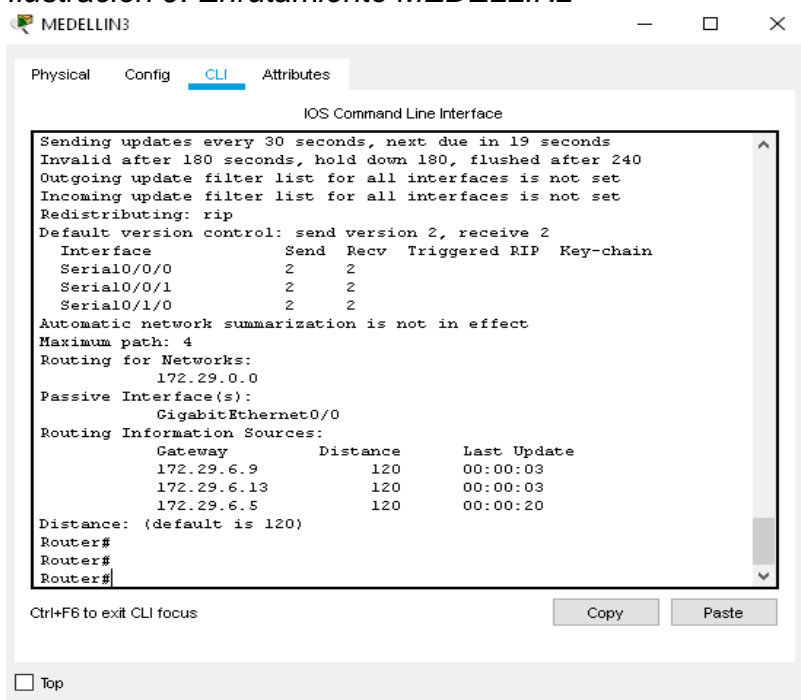 Ilustración 6. Enrutamiento MEDELLIN2
MEDELLIN3
Physical Config CLI Attributes
IOS Command Line Interface
Sending updates every 30 seconds, next due in 19 seconds
Invalid after 180 seconds, hold down 180, flushed after 240
Outgoing update filter list for all interfaces is not set
Incoming update filter list for all interfaces is not set
Redistributing: rip
Default version control: send version 2, receive 2
Interface Send Recv Triggered RIP Key-chain
Serial0/0/0 2 2
Serial0/0/1 2 2
Serial0/1/0 2 2
Automatic network summarization is not in effect
Maximum path: 4
Routing for Networks:
172.29.0.0
Passive Interface(s):
GigabitEthernet0/0
Routing Information Sources:
Gateway Distance Last Update
172.29.6.9 120 00:00:03
172.29.6.13 120 00:00:03
172.29.6.5 120 00:00:20
Distance: (default is 120)
Router#
Router#
Router#
Ctrl+F6 to exit CLI focus
Copy Paste
Top